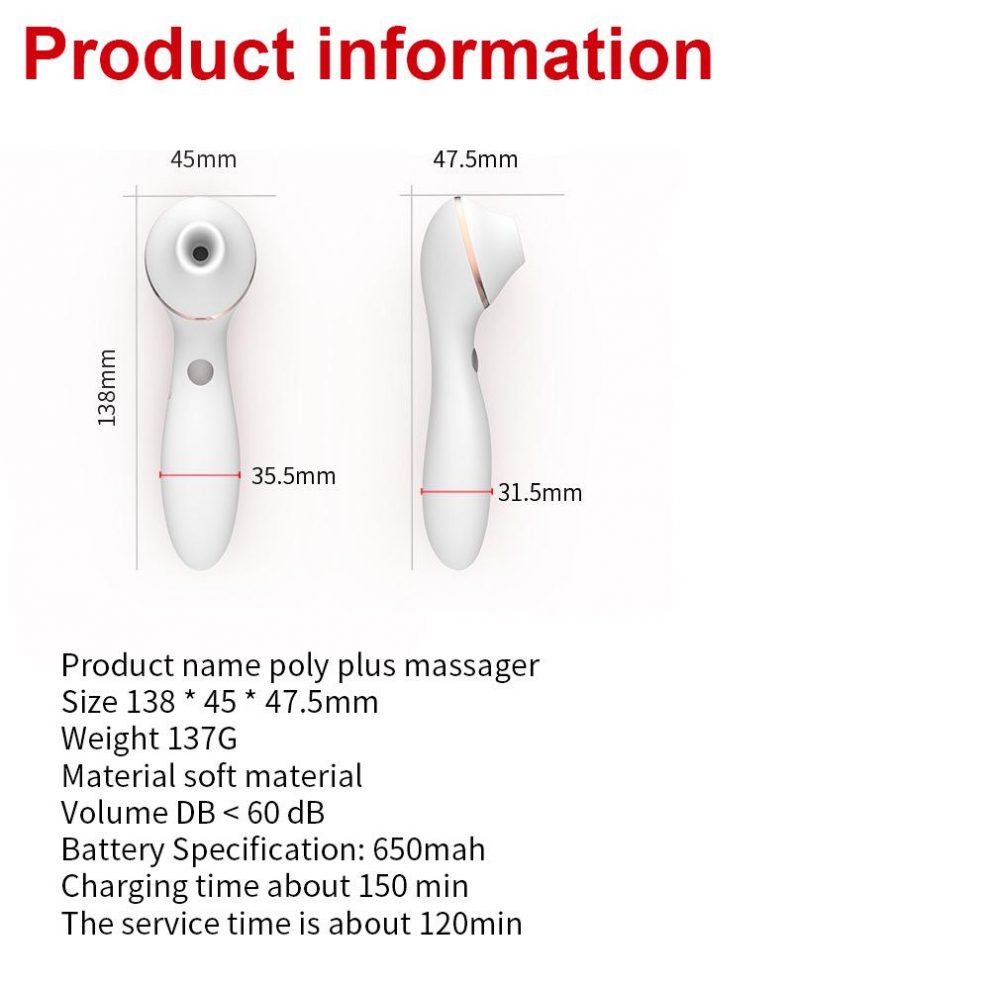 Product information
45mm
47.5mm
138mm
35.5mm
31.5mm
Product name poly plus massager
Size 138 * 45 * 47.5mm
Weight 137G
Material soft material
Volume DB < 60 dB
Battery Specification: 650mah
Charging time about 150 min
The service time is about 120min